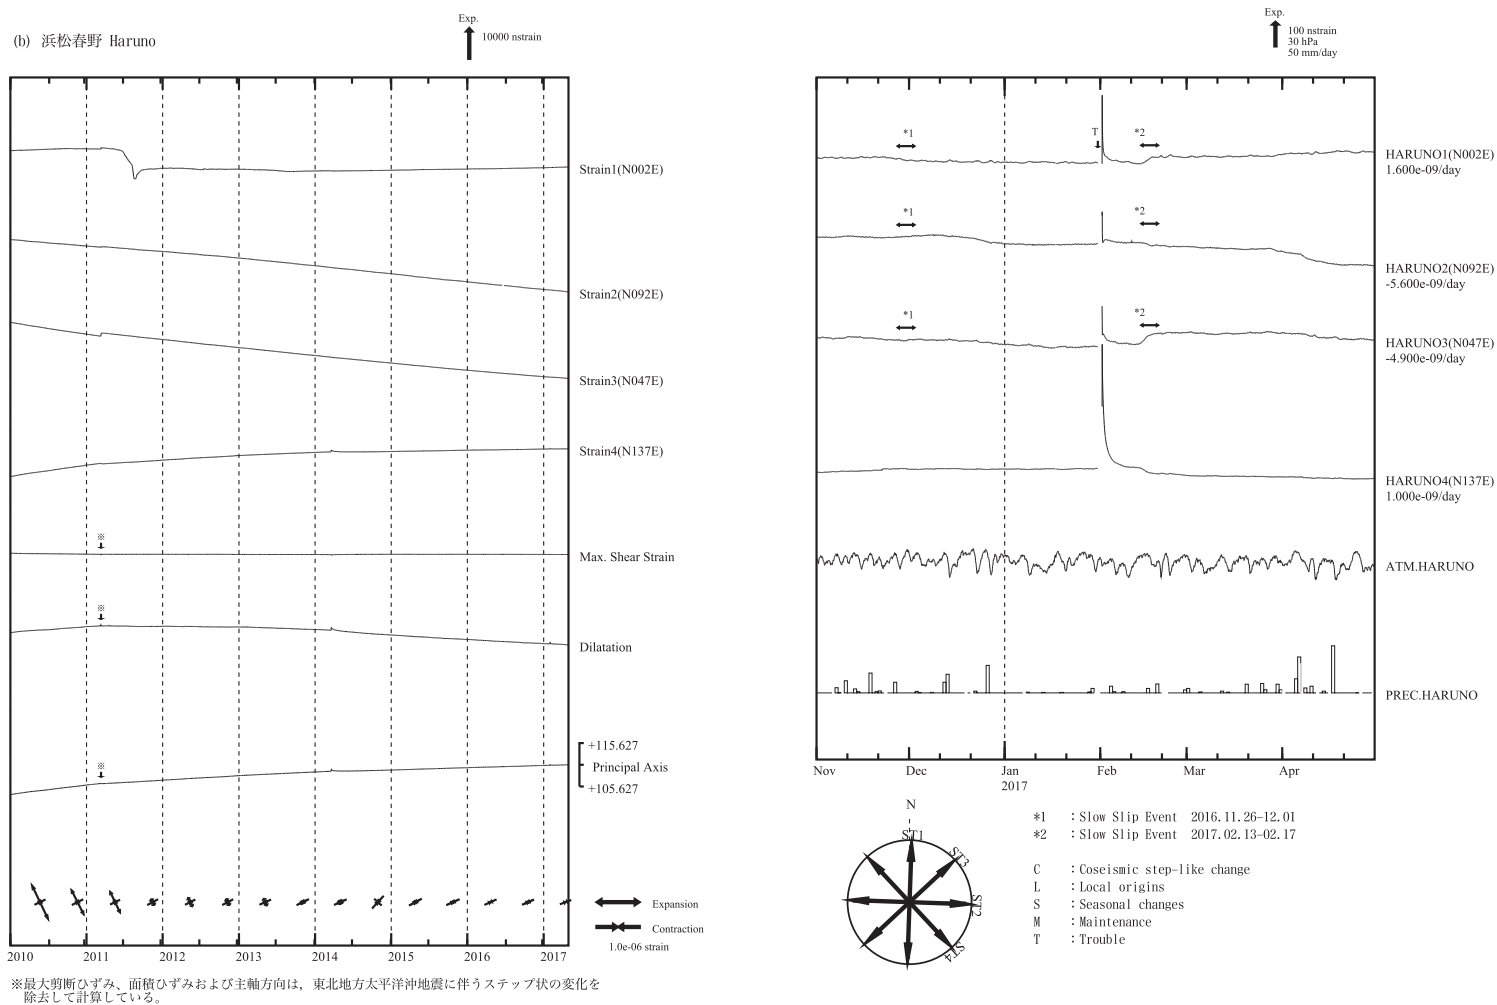 (b) 浜松春野 Haruno
Exp.
10000 nstrain
Strain1(N002E)
Strain2(N092E)
Strain3(N047E)
Strain4(N137E)
※
Max. Shear Strain
※
Dilatation
※
+115.627
Principal Axis
+105.627
Expansion
Contraction
1.0e-06 strain
2010 2011 2012 2013 2014 2015 2016 2017
※最大剪断ひずみ、面積ひずみおよび主軸方向は，東北地方太平洋沖地震に伴うステップ状の変化を
除去して計算している。
Exp.
100 nstrain
30 hPa
50 mm/day
*1 T *2
HARUNO1(N002E)
1.600e-09/day
*1 *2
HARUNO2(N092E)
-5.600e-09/day
*1 *2
HARUNO3(N047E)
-4.900e-09/day
HARUNO4(N137E)
1.000e-09/day
ATM.HARUNO
PREC.HARUNO
Nov Dec Jan Feb Mar Apr
2017
N
ST1
ST3
ST2
ST4
*1 :Slow Slip Event 2016.11.26-12.01
*2 :Slow Slip Event 2017.02.13-02.17
C :Coseismic step-like change
L :Local origins
S :Seasonal changes
M :Maintenance
T :Trouble